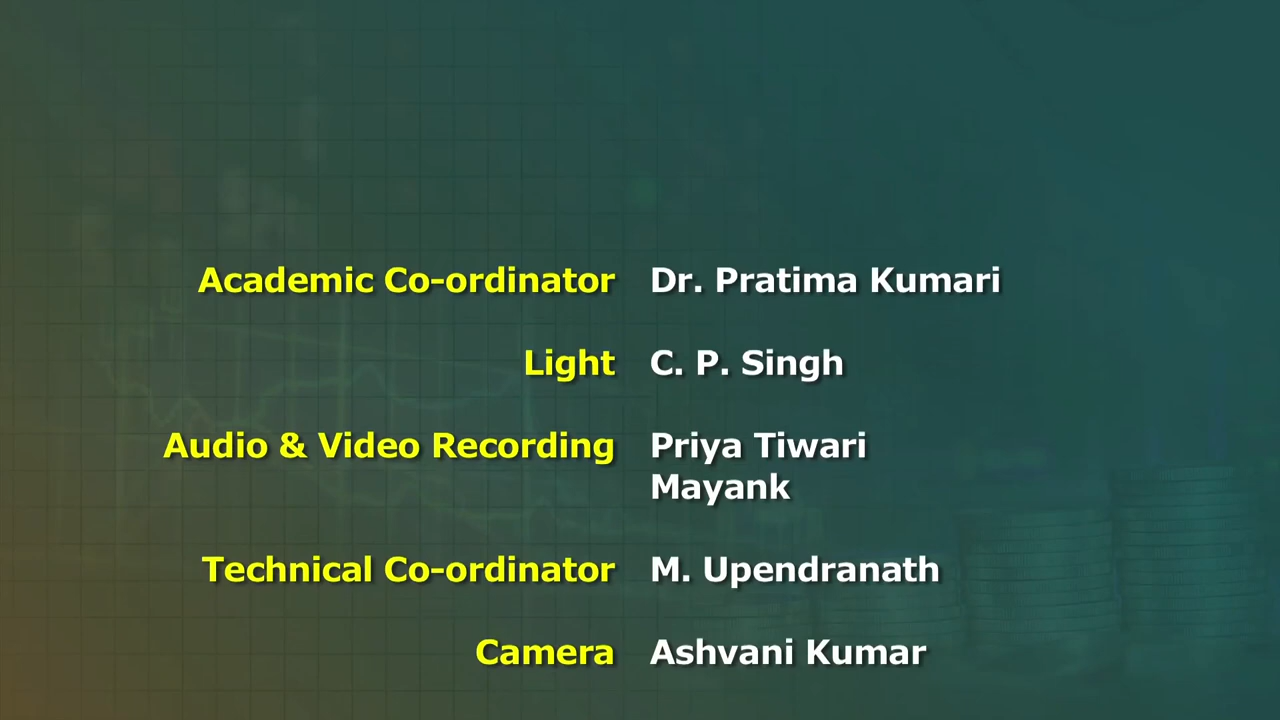 Academic Co-ordinator Dr. Pratima Kumari
Light C. P. Singh
Audio & Video Recording Priya Tiwari
Mayank
Technical Co-ordinator M. Upendranath
Camera Ashvani Kumar